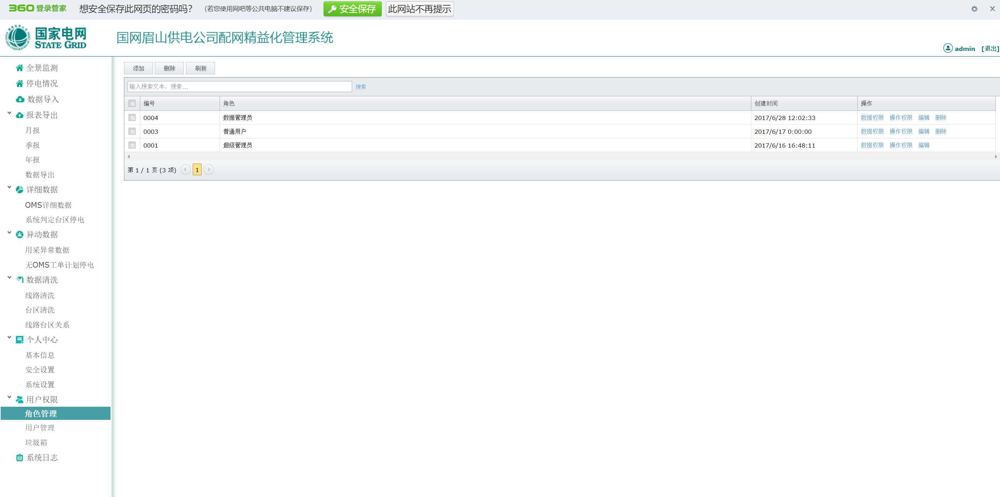 360 登录管家 想安全保存此网页的密码吗? (若您使用网吧等公共电脑不建议保存) 安全保存 此网站不再提示
国家电网
STATE GRID
国网眉山供电公司配网精益化管理系统
admin [退出]
全景监测
停电情况
数据导入
报表导出
月报
季报
年报
数据导出
详细数据
OMS详细数据
系统判定台区停电
异动数据
用采异常数据
无OMS工单计划停电
数据清洗
线路清洗
台区清洗
线路台区关系
个人中心
基本信息
安全设置
系统设置
用户权限
角色管理
用户管理
垃圾箱
系统日志
添加 删除 刷新
输入搜索文本，搜索... 搜索
编号 角色 创建时间 操作
0004 数据管理员 2017/6/28 12:02:33 数据权限 操作权限 编辑 删除
0003 普通用户 2017/6/17 0:00:00 数据权限 操作权限 编辑 删除
0001 超级管理员 2017/6/16 16:48:11 数据权限 操作权限 编辑
第 1 / 1 页 (3 项) 1